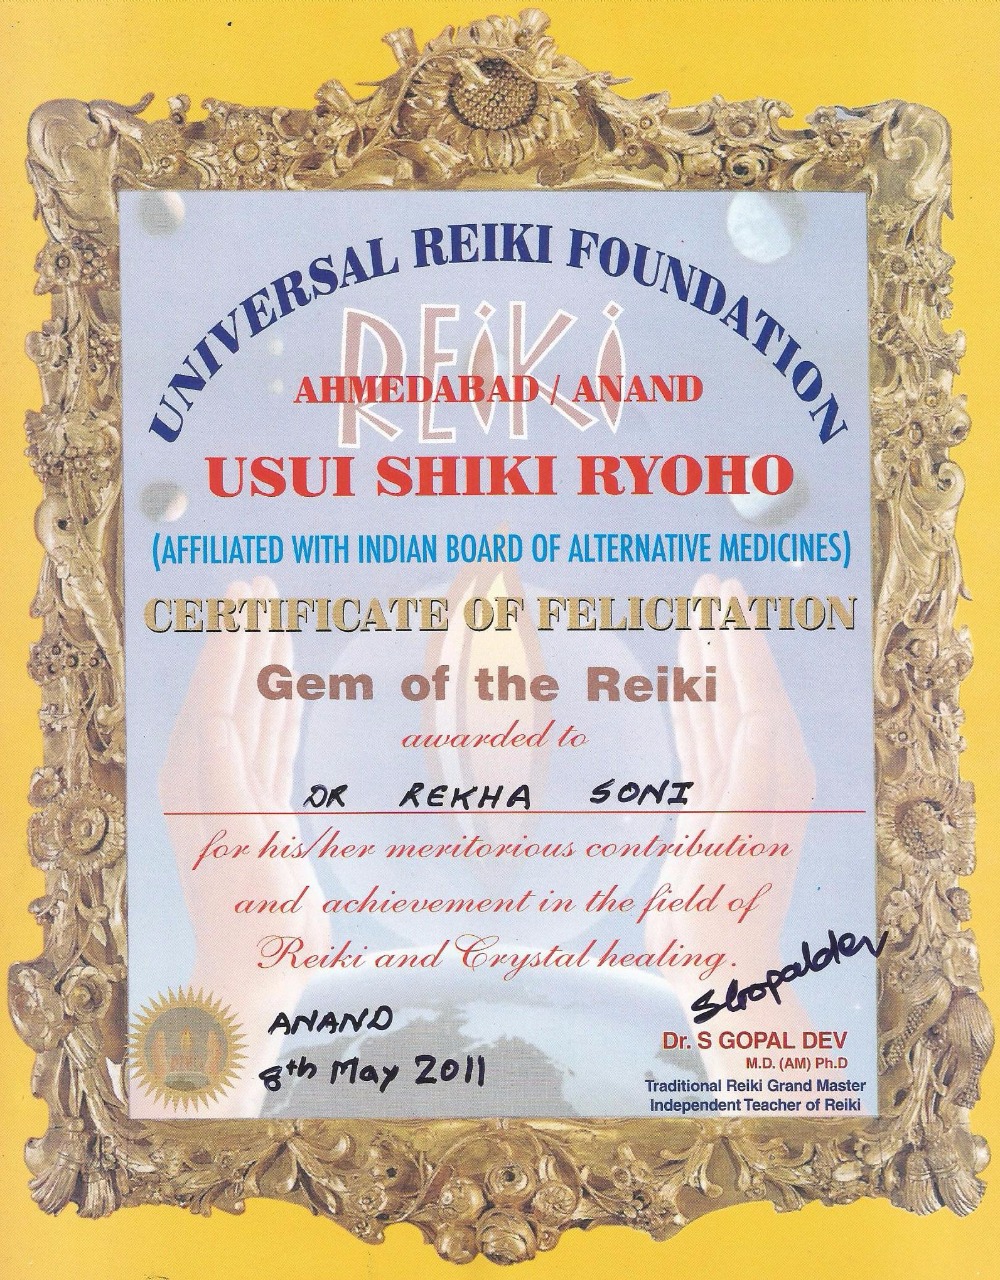 UNIVERSAL REIKI FOUNDATION
REiKi
AHMEDABAD / ANAND
USUI SHIKI RYOHO
(AFFILIATED WITH INDIAN BOARD OF ALTERNATIVE MEDICINES)
CERTIFICATE OF FELICITATION
Gem of the Reiki
awarded to
DR REKHA SONI
for his/her meritorious contribution
and achievement in the field of
Reiki and Crystal healing.
SGopaldev
ANAND
8th May 2011
Dr. S GOPAL DEV
M.D. (AM) Ph.D
Traditional Reiki Grand Master
Independent Teacher of Reiki